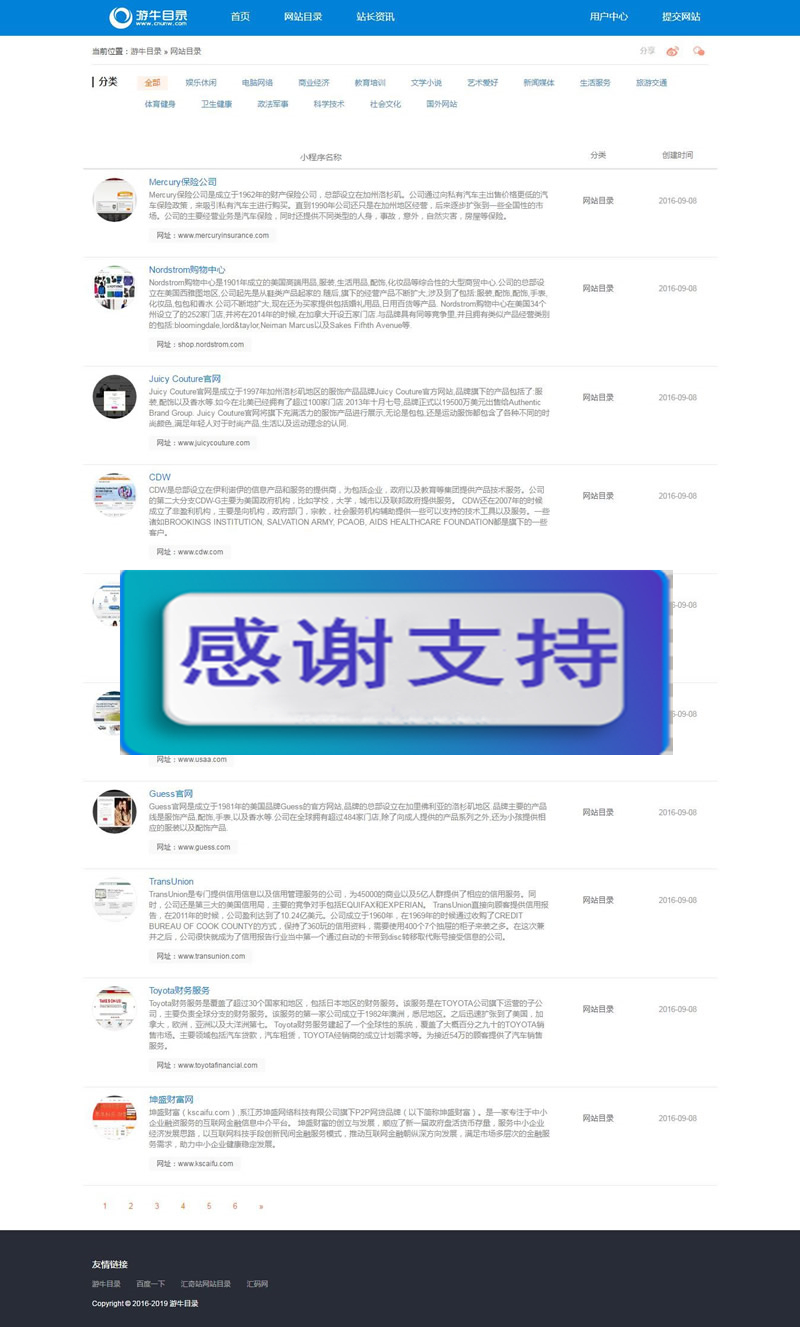 游牛目录
www.cnunw.com
首页 网站目录 站长资讯 用户中心 提交网站
当前位置：游牛目录 » 网站目录 分享
分类 全部 娱乐休闲 电脑网络 商业经济 教育培训 文学小说 艺术爱好 新闻媒体 生活服务 旅游交通
体育健身 卫生健康 政法军事 科学技术 社会文化 国外网站
小程序名称 分类 创建时间
Mercury保险公司
Mercury保险公司是成立于1962年的财产保险公司，总部设立在加州洛杉矶。公司通过向私有汽车主出售价格更低的汽
车保险政策，来吸引私有汽车主进行购买。直到1990年公司还只是在加州地区经营，后来逐步扩张到一些全国性的市
场。公司的主要经营业务是汽车保险，同时还提供不同类型的人身，事故，意外，自然灾害，房屋等保险。
网站目录 2016-09-08
网址：www.mercuryinsurance.com
Nordstrom购物中心
Nordstrom购物中心是1901年成立的美国高端用品,服装,生活用品,配饰,化妆品等综合性的大型商贸中心.公司的总部设
立在美国西雅图地区,公司起先是从鞋类产品起家的.随后,旗下的经营产品不断扩大,涉及到了包括:服装,配饰,配饰,手表,
化妆品,包包和香水.公司不断地扩大,现在还为买家提供包括婚礼用品,日用百货等产品. Nordstrom购物中心在美国34个
州设立了的252家门店,并将在2014年的时候,在加拿大开设五家门店.与品牌具有同等竞争里,并且拥有类似产品经营类别
的包括:bloomingdale,lord&taylor,Neiman Marcus以及Sakes Fifhth Avenue等.
网站目录 2016-09-08
网址：shop.nordstrom.com
Juicy Couture官网
Juicy Couture官网是成立于1997年加州洛杉矶地区的服饰产品品牌Juicy Couture官方网站,品牌旗下的产品包括了:服
装,配饰以及香水等.如今在北美已经拥有了超过100家门店.2013年十月七号,品牌正式以19500万美元出售给Authentic
Brand Group. Juicy Couture官网将旗下充满活力的服饰产品进行展示,无论是包包,还是运动服饰都包含了各种不同的时
尚颜色,满足年轻人对于时尚产品,生活以及运动理念的认同.
网站目录 2016-09-08
网址：www.juicycouture.com
CDW
CDW是总部设立在伊利诺伊的信息产品和服务的提供商，为包括企业，政府以及教育等集团提供产品技术服务。公司
的第二大分支CDW-G主要为美国政府机构，比如学校，大学，城市以及联邦政府提供服务。 CDW还在2007年的时候
成立了非盈利机构，主要是向机构，政府部门，宗教，社会服务机构辅助提供一些可以支持的技术工具以及服务。一些
诸如BROOKINGS INSTITUTION, SALVATION ARMY, PCAOB, AIDS HEALTHCARE FOUNDATION都是旗下的一些
客户。
网站目录 2016-09-08
网址：www.cdw.com
感谢支持
6-09-08
6-09-08
网址：www.usaa.com
Guess官网
Guess官网是成立于1981年的美国品牌Guess的官方网站,品牌的总部设立在加里佛利亚的洛杉矶地区.品牌主要的产品
线是服饰产品,配饰,手表,以及香水等.公司在全球拥有超过484家门店,除了向成人提供的产品系列之外,还为小孩提供相
应的服装以及配饰产品.
网站目录 2016-09-08
网址：www.guess.com
TransUnion
TransUnion是专门提供信用信息以及信用管理服务的公司，为45000的商业以及5亿人群提供了相应的信用服务。同
时，公司还是第三大的美国信用局，主要的竞争对手包括EQUIFAX和EXPERIAN。 TransUnion直接向顾客提供信用报
告，在2011年的时候，公司盈利达到了10.24亿美元。公司成立于1960年，在1969年的时候通过收购了CREDIT
BUREAU OF COOK COUNTY的方式，保持了360玩的信用资料，需要使用400个7个抽屉的柜子来装之多。在这次兼
并之后，公司很快就成为了信用报告行业当中第一个通过自动的卡带到disc转移取代账号接受信息的公司。
网站目录 2016-09-08
网址：www.transunion.com
Toyota财务服务
Toyota财务服务是覆盖了超过30个国家和地区，包括日本地区的财务服务。该服务是在TOYOTA公司旗下运营的子公
司，主要负责全球分支的财务服务。该服务的第一家公司成立于1982年澳洲，悉尼地区。之后迅速扩张到了美国，加
拿大，欧洲，亚洲以及大洋洲第七。 Toyota财务服务建起了一个全球性的系统，覆盖了大概百分之九十的TOYOTA销
售市场。主要领域包括汽车贷款，汽车租赁，TOYOTA经销商的成立计划需求等。为接近54万的顾客提供了汽车销售
服务。
网站目录 2016-09-08
网址：www.toyotafinancial.com
坤盛财富网
坤盛财富（kscaifu.com）,系江苏坤盛网络科技有限公司旗下P2P网贷品牌（以下简称坤盛财富）。是一家专注于中小
企业融资服务的互联网金融信息中介平台。 坤盛财富的创立与发展，顺应了新一届政府盘活货币存量，服务中小企业
经济发展思路，以互联网科技手段创新民间金融服务模式，推动互联网金融朝纵深方向发展，满足市场多层次的金融服
务需求，助力中小企业健康稳定发展。
网站目录 2016-09-08
网址：www.kscaifu.com
1 2 3 4 5 6 »
友情链接
游牛目录 百度一下 汇奇站网站目录 汇码网
Copyright © 2016-2019 游牛目录